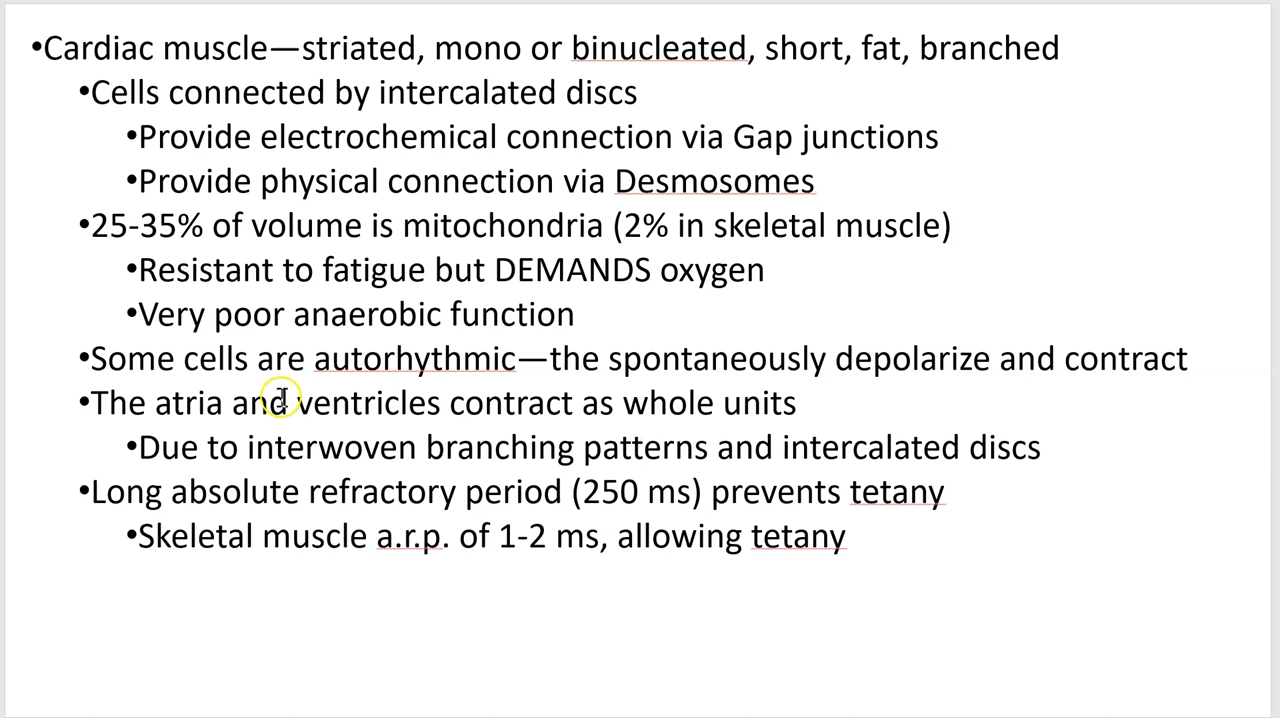 •Cardiac muscle—striated, mono or binucleated, short, fat, branched
•Cells connected by intercalated discs
•Provide electrochemical connection via Gap junctions
•Provide physical connection via Desmosomes
•25-35% of volume is mitochondria (2% in skeletal muscle)
•Resistant to fatigue but DEMANDS oxygen
•Very poor anaerobic function
•Some cells are autorhythmic—the spontaneously depolarize and contract
•The atria and ventricles contract as whole units
•Due to interwoven branching patterns and intercalated discs
•Long absolute refractory period (250 ms) prevents tetany
•Skeletal muscle a.r.p. of 1-2 ms, allowing tetany